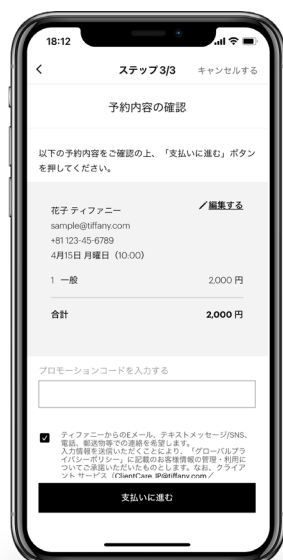 18:12
ステップ 3/3 キャンセルする
予約内容の確認
以下の予約内容をご確認の上、「支払いに進む」ボタン
を押してください。
花子 ティファニー 編集する
sample@tiffany.com
+81 123-45-6789
4月15日 月曜日（10:00）
1 一般 2,000 円
合計 2,000 円
プロモーションコードを入力する
ティファニーからのEメール、テキストメッセージ/SNS、
電話、郵送物等での連絡を希望します。
入力情報を送信いただくことにより、「グローバルプラ
イバシーポリシー」に記載のお客様情報の管理・利用に
ついてご承諾いただいたものとします。なお、クライア
ント サービス（ClientCare.JP@tiffany.com／
支払いに進む